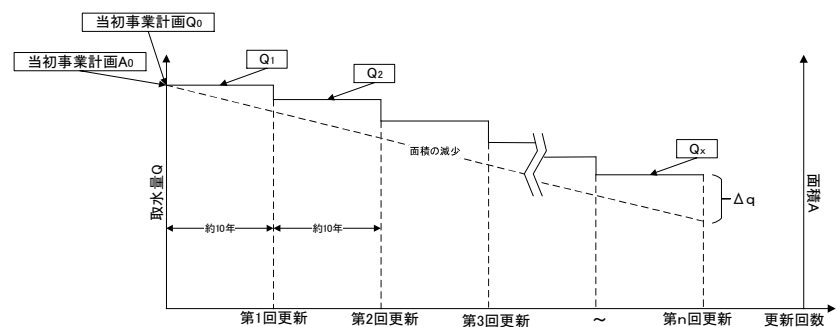 当初事業計画Q₀
当初事業計画A₀
Q₁
Q₂
Qₓ
面積の減少
Δq
取水量Q
面積A
約10年
約10年
第1回更新
第2回更新
第3回更新
～
第n回更新
更新回数